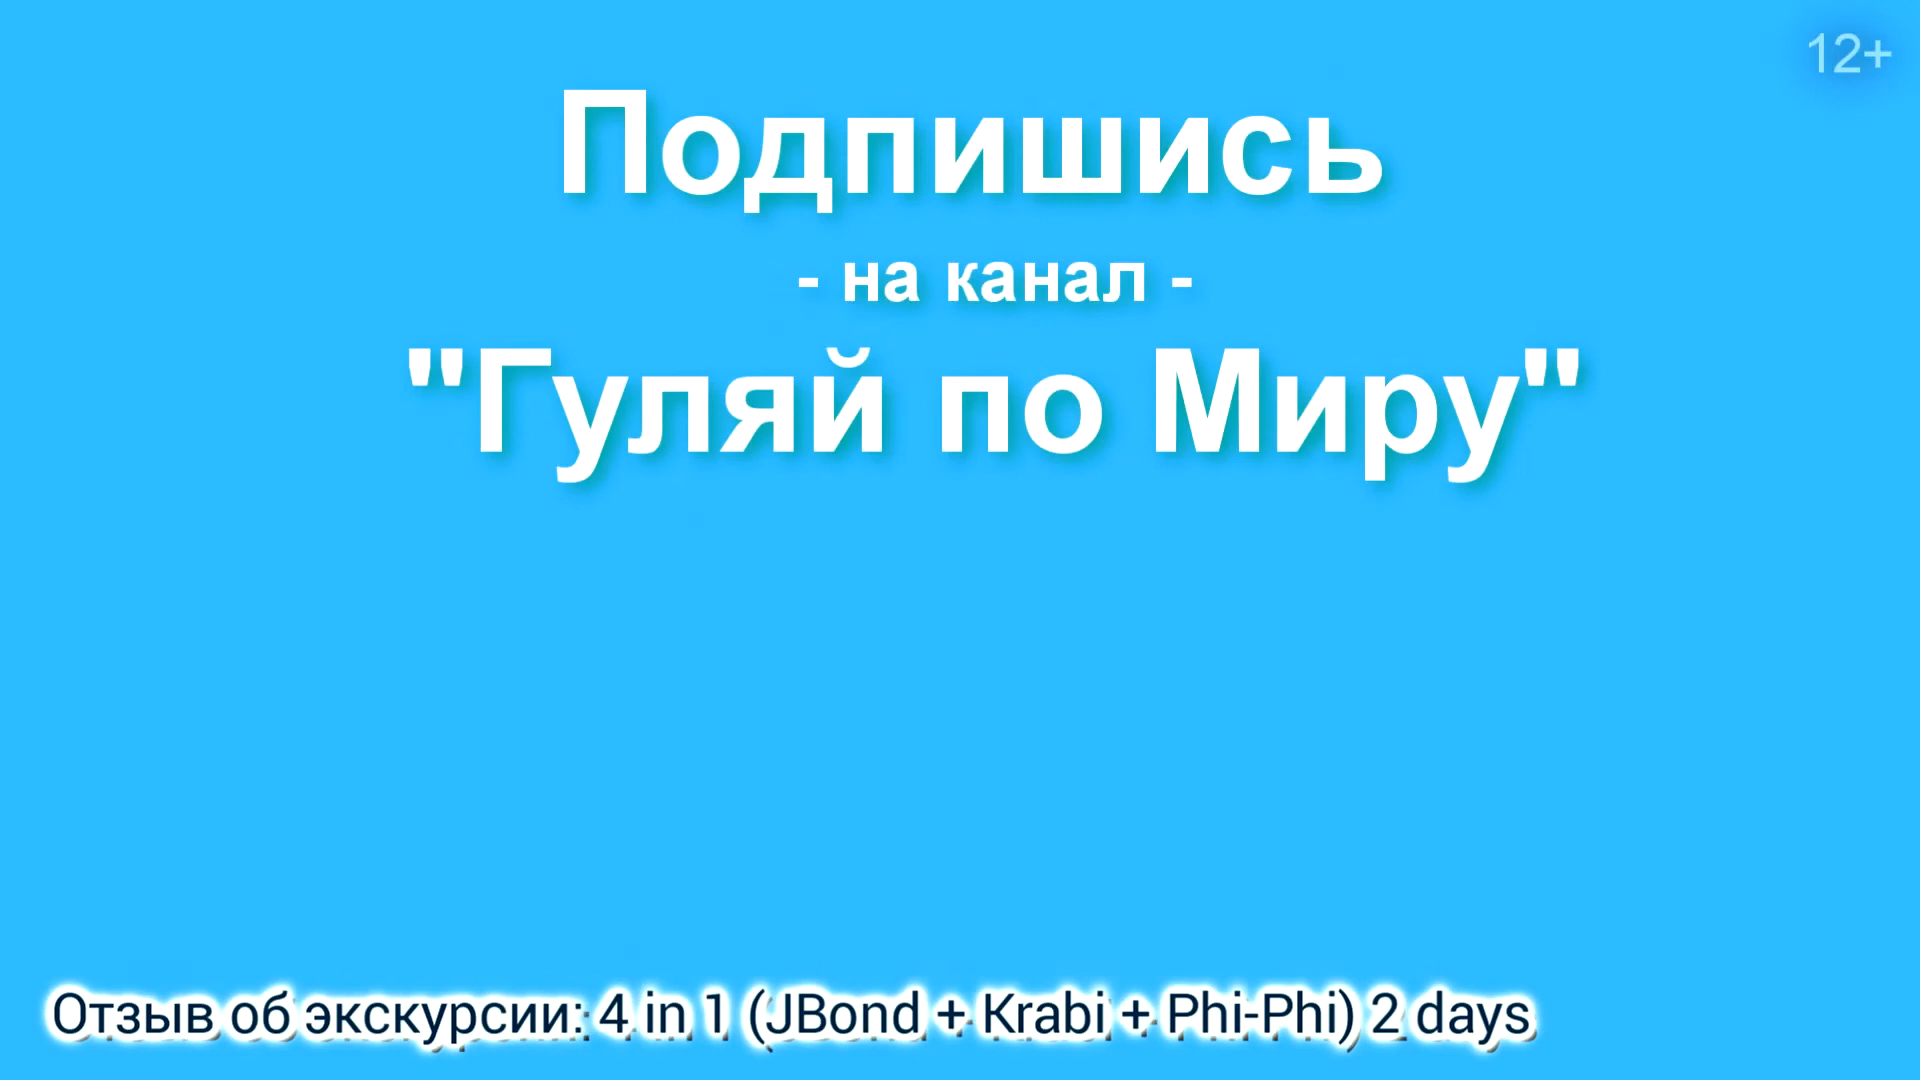 12+
Подпишись
- на канал -
"Гуляй по Миру"
Отзыв об экскурсии: 4 in 1 (JBond + Krabi + Phi-Phi) 2 days